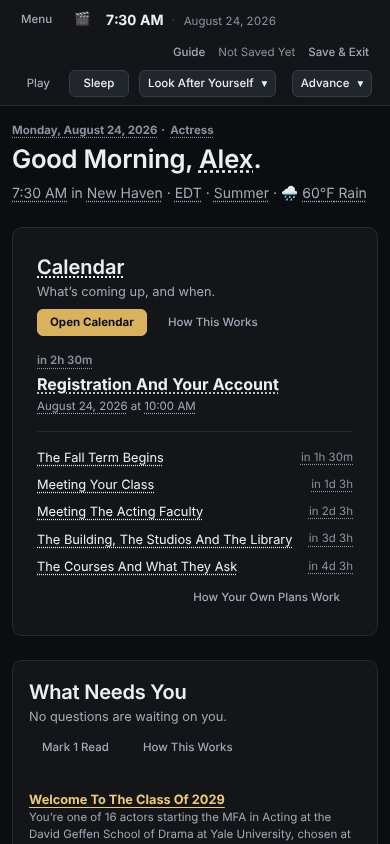 Menu 🎬 7:30 AM · August 24, 2026
Guide Not Saved Yet Save & Exit
Play Sleep Look After Yourself ▾ Advance ▾
Monday, August 24, 2026 · Actress
Good Morning, Alex.
7:30 AM in New Haven · EDT · Summer · 🌧️ 60°F Rain
Calendar
What's coming up, and when.
Open Calendar How This Works
in 2h 30m
Registration And Your Account
August 24, 2026 at 10:00 AM
The Fall Term Begins in 1h 30m
Meeting Your Class in 1d 3h
Meeting The Acting Faculty in 2d 3h
The Building, The Studios And The Library in 3d 3h
The Courses And What They Ask in 4d 3h
How Your Own Plans Work
What Needs You
No questions are waiting on you.
Mark 1 Read How This Works
Welcome To The Class Of 2029
You're one of 16 actors starting the MFA in Acting at the
David Geffen School of Drama at Yale University, chosen at